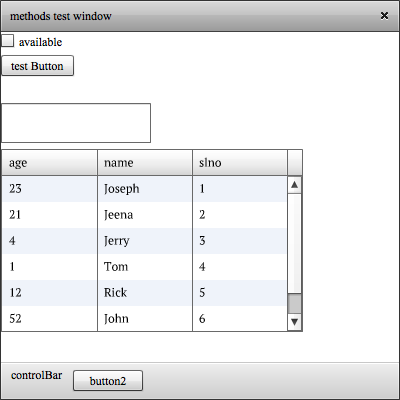 methods test window
available
test Button
age name slno
23 Joseph 1
21 Jeena 2
4 Jerry 3
1 Tom 4
12 Rick 5
52 John 6
controlBar button2